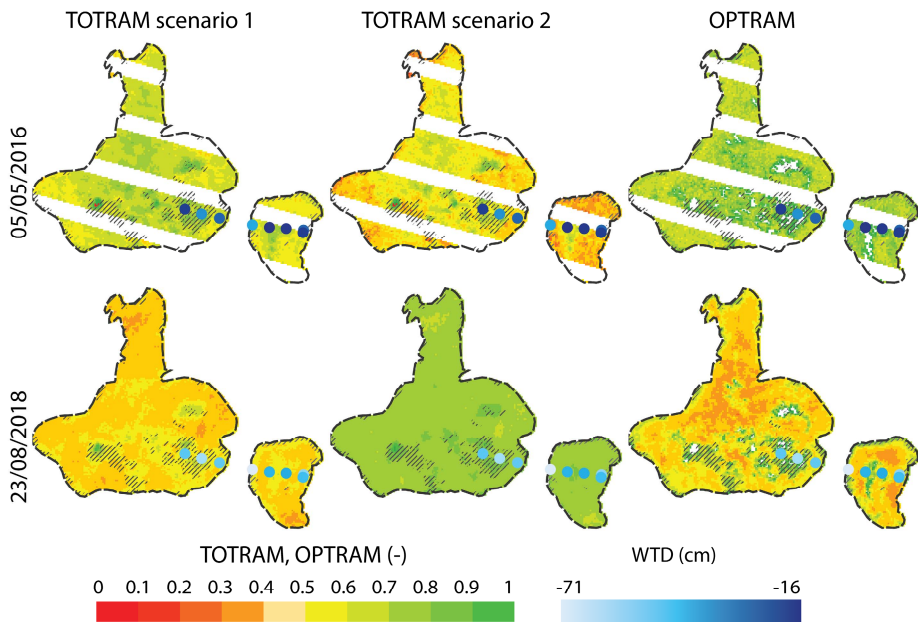 TOTRAM scenario 1 TOTRAM scenario 2 OPTRAM
05/05/2016
23/08/2018
TOTRAM, OPTRAM (-) WTD (cm)
0 0.1 0.2 0.3 0.4 0.5 0.6 0.7 0.8 0.9 1 -71 -16